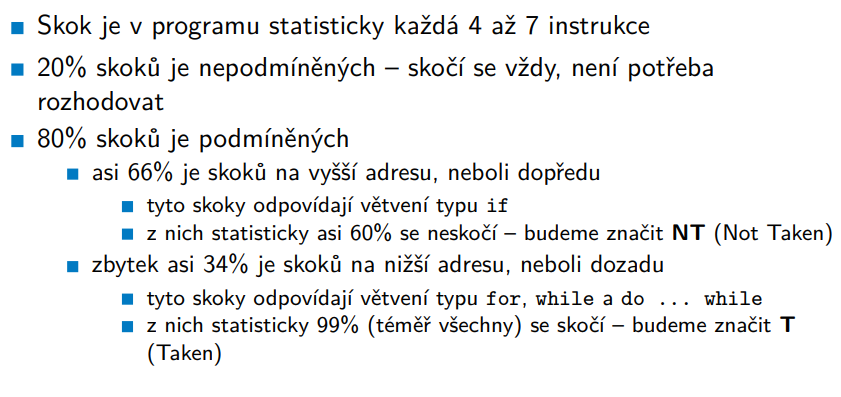 Skok je v programu statisticky každá 4 až 7 instrukce
20% skoků je nepodmíněných – skočí se vždy, není potřeba
rozhodovat
80% skoků je podmíněných
asi 66% je skoků na vyšší adresu, neboli dopředu
tyto skoky odpovídají větvení typu if
z nich statisticky asi 60% se neskočí – budeme značit NT (Not Taken)
zbytek asi 34% je skoků na nižší adresu, neboli dozadu
tyto skoky odpovídají větvení typu for, while a do ... while
z nich statisticky 99% (téměř všechny) se skočí – budeme značit T
(Taken)